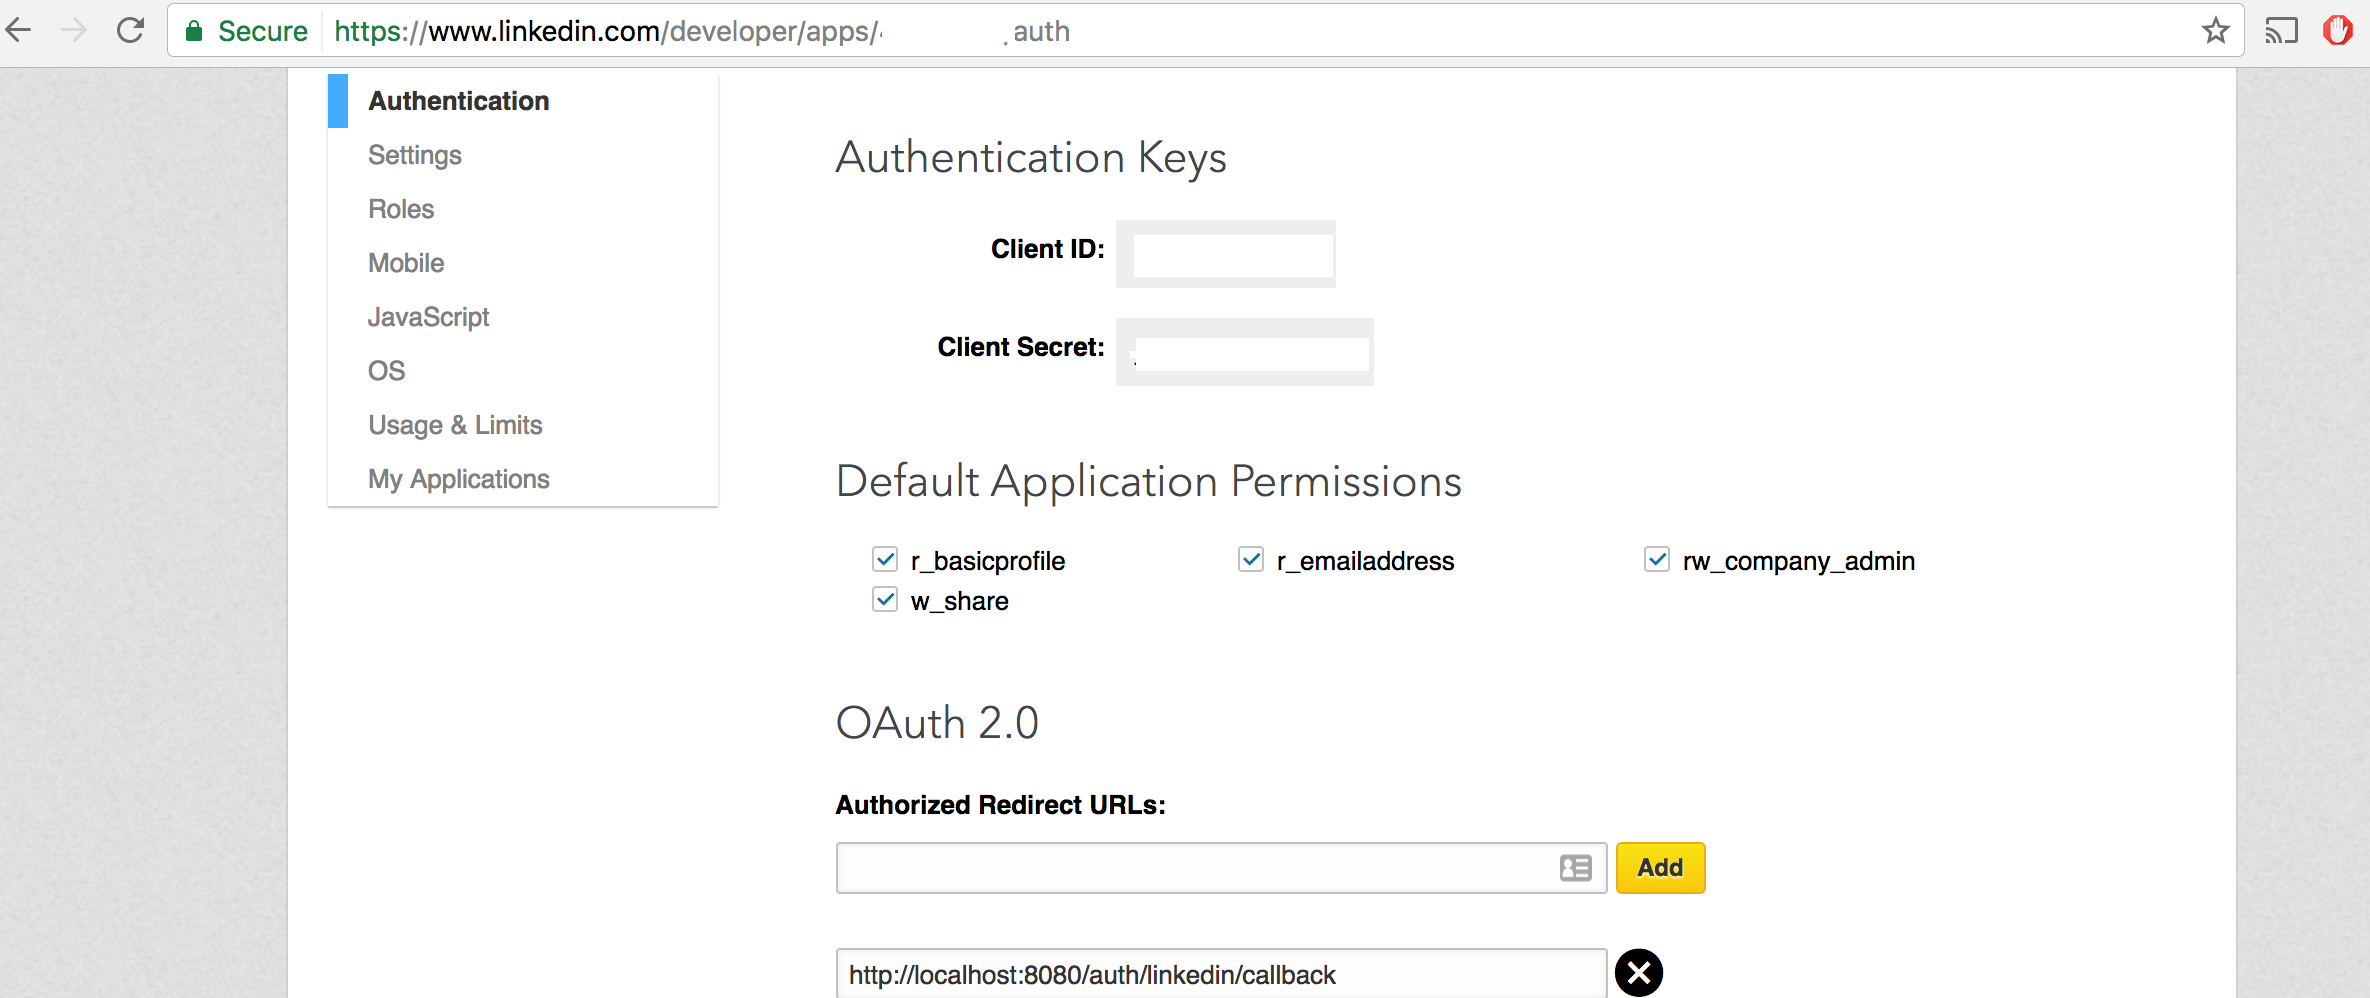 Secure https://www.linkedin.com/developer/apps/ auth
Authentication
Settings
Roles
Mobile
JavaScript
OS
Usage & Limits
My Applications
Authentication Keys
Client ID:
Client Secret:
Default Application Permissions
r_basicprofile r_emailaddress rw_company_admin
w_share
OAuth 2.0
Authorized Redirect URLs:
Add
http://localhost:8080/auth/linkedin/callback